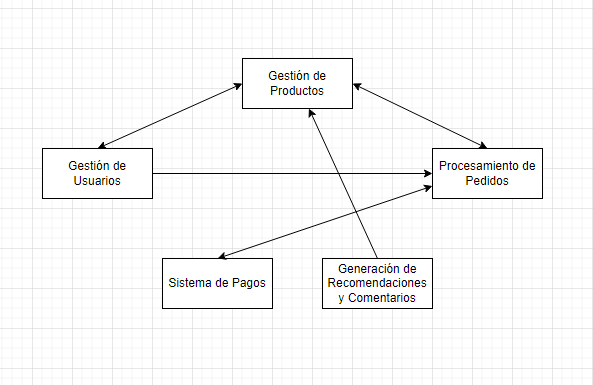 Gestión de
Productos
Gestión de
Usuarios
Procesamiento de
Pedidos
Sistema de Pagos
Generación de
Recomendaciones
y Comentarios